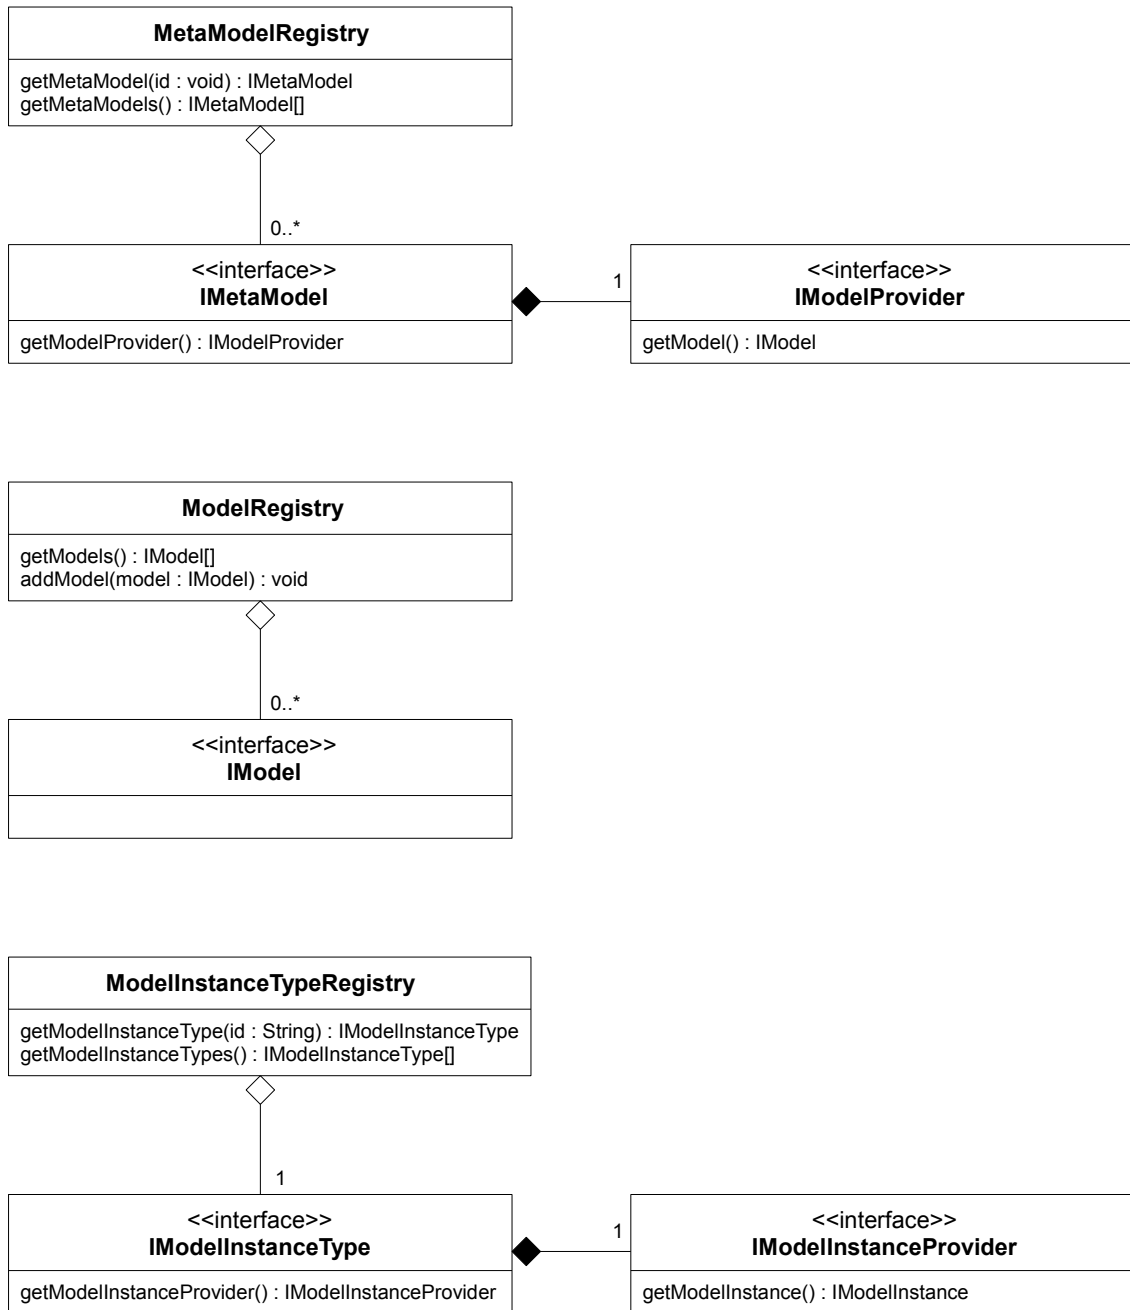 MetaModelRegistry
getMetaModel(id : void) : IMetaModel
getMetaModels() : IMetaModel[]
0..*
<<interface>>
IMetaModel
getModelProvider() : IModelProvider
1
<<interface>>
IModelProvider
getModel() : IModel
ModelRegistry
getModels() : IModel[]
addModel(model : IModel) : void
0..*
<<interface>>
IModel
ModelInstanceTypeRegistry
getModelInstanceType(id : String) : IModelInstanceType
getModelInstanceTypes() : IModelInstanceType[]
1
<<interface>>
IModelInstanceType
getModelInstanceProvider() : IModelInstanceProvider
1
<<interface>>
IModelInstanceProvider
getModelInstance() : IModelInstance